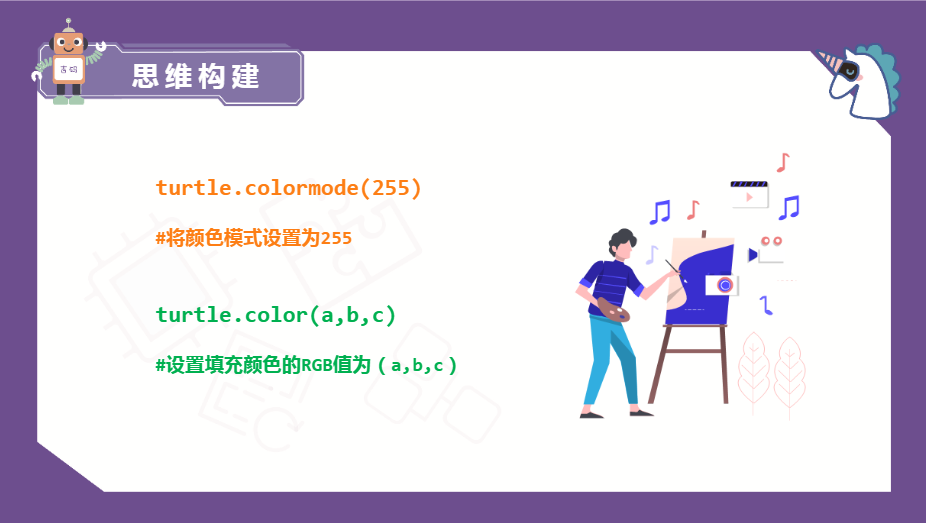 思维构建
turtle.colormode(255)
#将颜色模式设置为255
turtle.color(a,b,c)
#设置填充颜色的RGB值为（a,b,c）